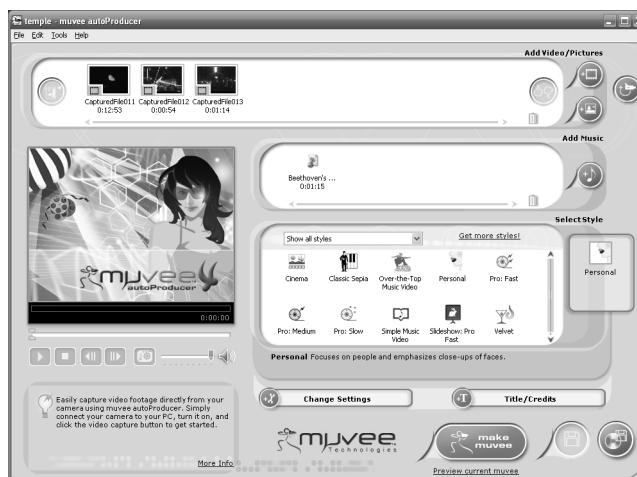 temple - muvee autoProducer
File Edit Tools Help
Add Video/Pictures
CapturedFile011 CapturedFile012 CapturedFile013
0:12:53 0:00:54 0:01:14
Add Music
Beethoven's ...
0:01:15
muvee 4
autoProducer
0:00:00
Select Style
Show all styles
Get more styles!
Personal
Cinema Classic Sepia Over-the-Top Music Video Personal Pro: Fast
Pro: Medium Pro: Slow Simple Music Video Slideshow: Pro Fast Velvet
Personal Focuses on people and emphasizes close-ups of faces.
Easily capture video footage directly from your
camera using muvee autoProducer. Simply
connect your camera to your PC, turn it on, and
click the video capture button to get started.
More Info
Change Settings
Title/Credits
muvee
Technologies
make
muvee
Preview current muvee